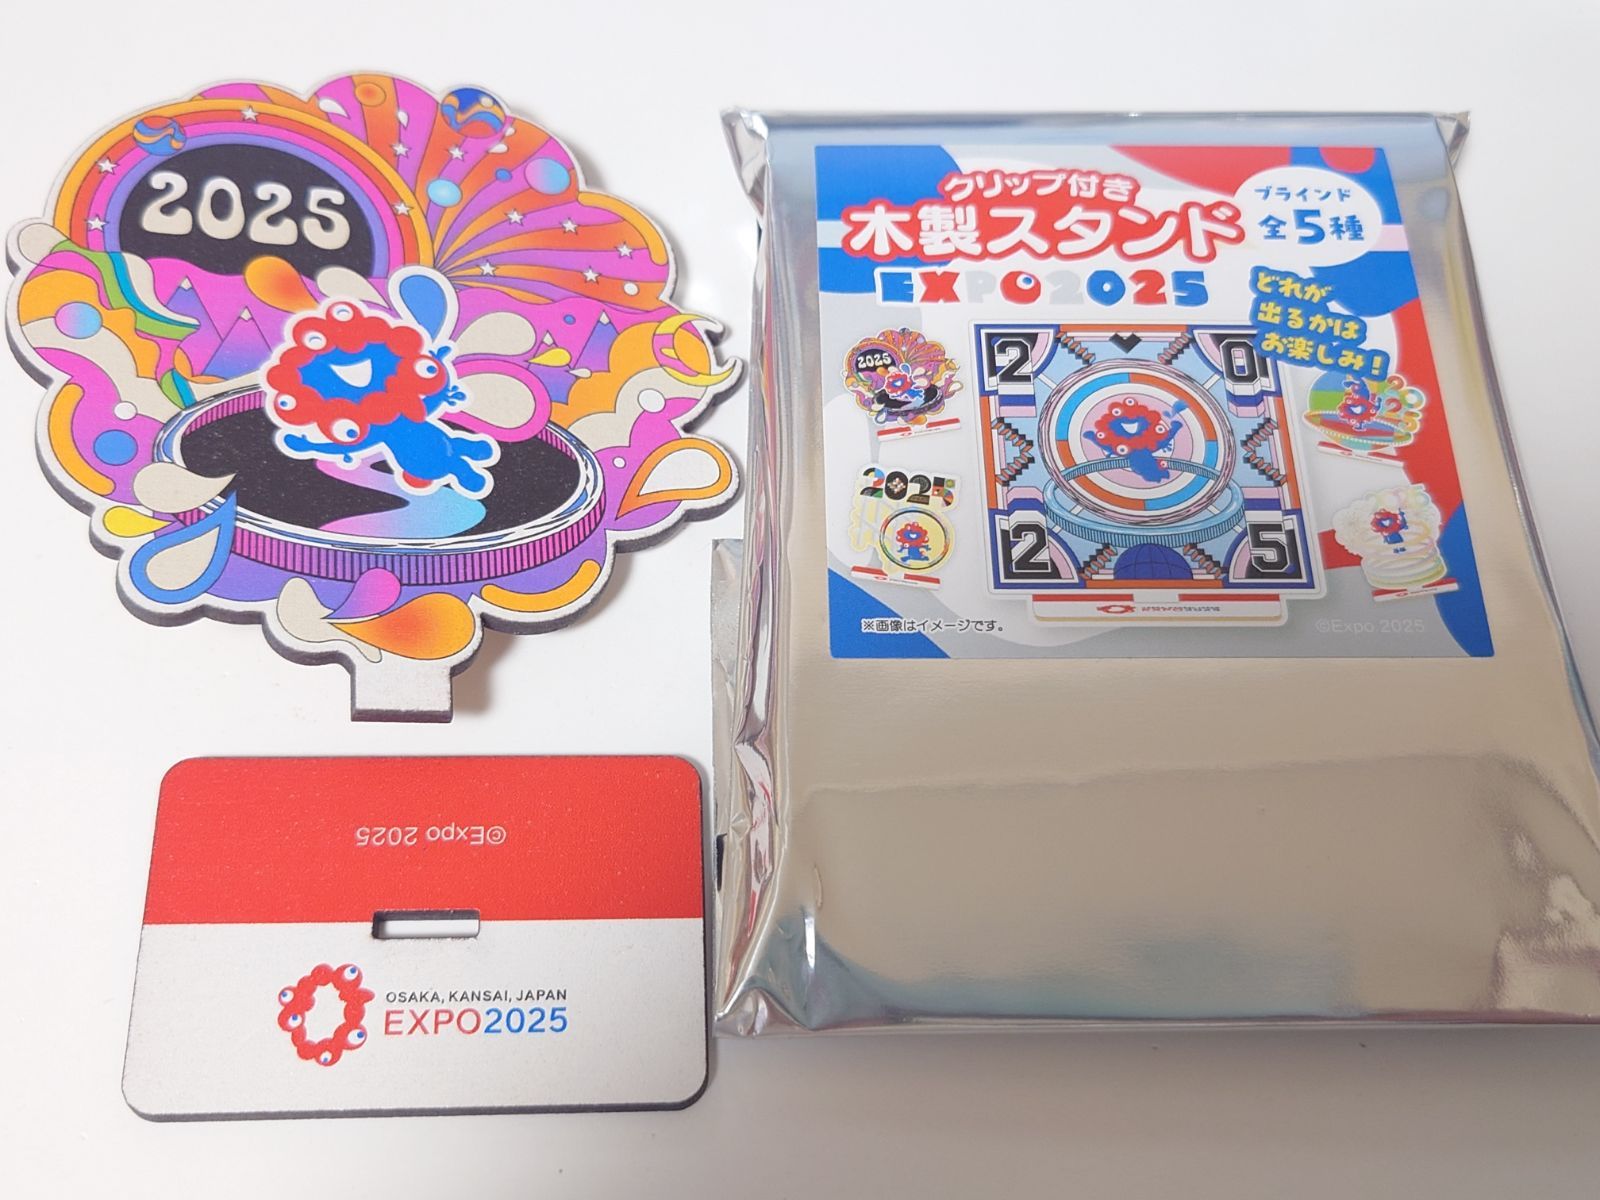 2025
©Expo 2025
OSAKA, KANSAI, JAPAN
EXPO2025
クリップ付き
木製スタンド
EXPO2025
ブラインド
全5種
どれが
出るかは
お楽しみ!
2025
2 0
2 5
2025
※画像はイメージです。
©Expo 2025